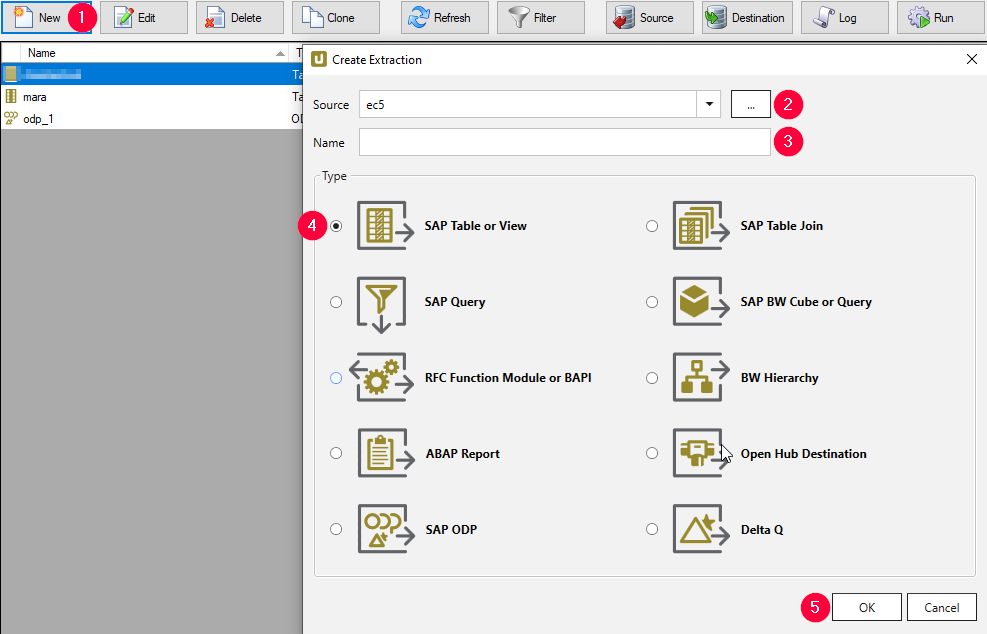 New 1 Edit Delete Clone Refresh Filter Source Destination Log Run
Name
Ta
mara Ta
odp_1
U Create Extraction
Source ec5 ... 2
Name 3
Type
4 SAP Table or View SAP Table Join
SAP Query SAP BW Cube or Query
RFC Function Module or BAPI BW Hierarchy
ABAP Report Open Hub Destination
SAP ODP Delta Q
5 OK Cancel